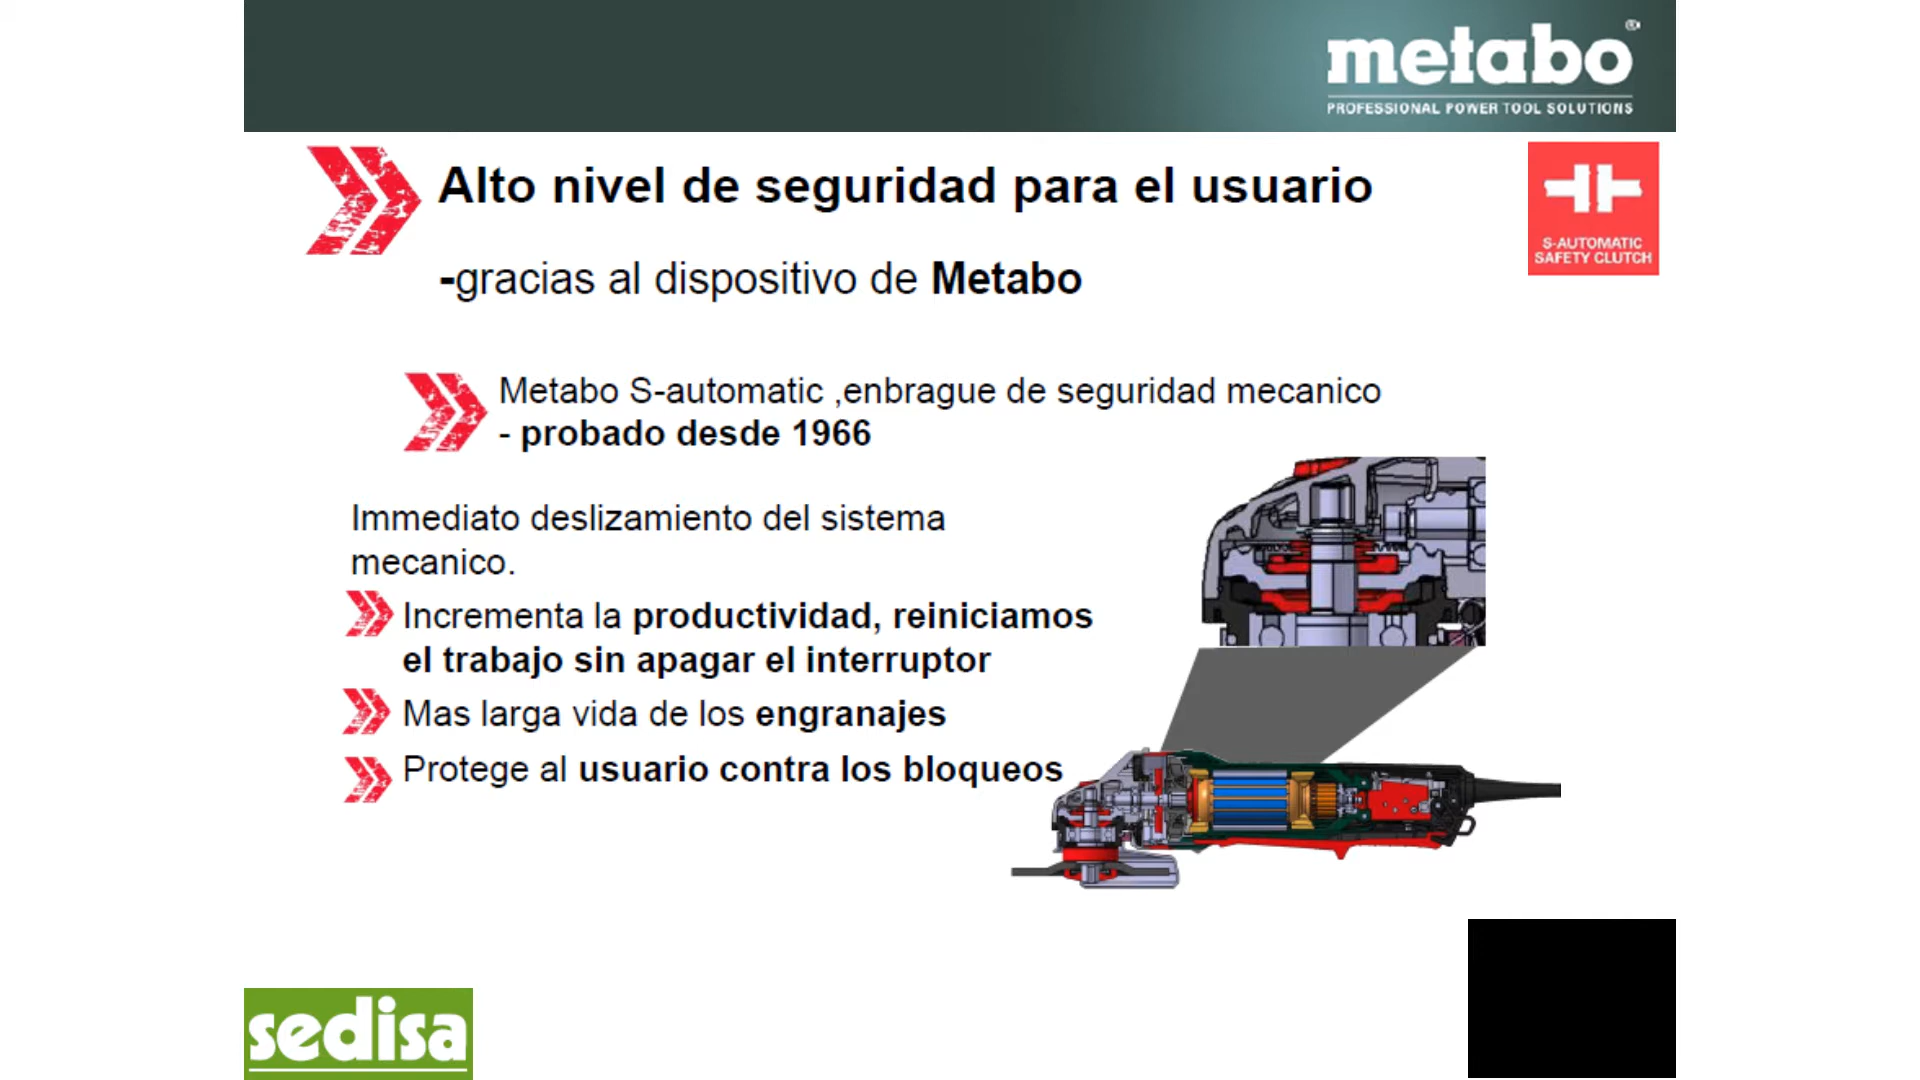 metabo®
PROFESSIONAL POWER TOOL SOLUTIONS
Alto nivel de seguridad para el usuario
S-AUTOMATIC
SAFETY CLUTCH
-gracias al dispositivo de Metabo
Metabo S-automatic ,enbrague de seguridad mecanico
- probado desde 1966
Immediato deslizamiento del sistema
mecanico.
Incrementa la productividad, reiniciamos
el trabajo sin apagar el interruptor
Mas larga vida de los engranajes
Protege al usuario contra los bloqueos
sedisa